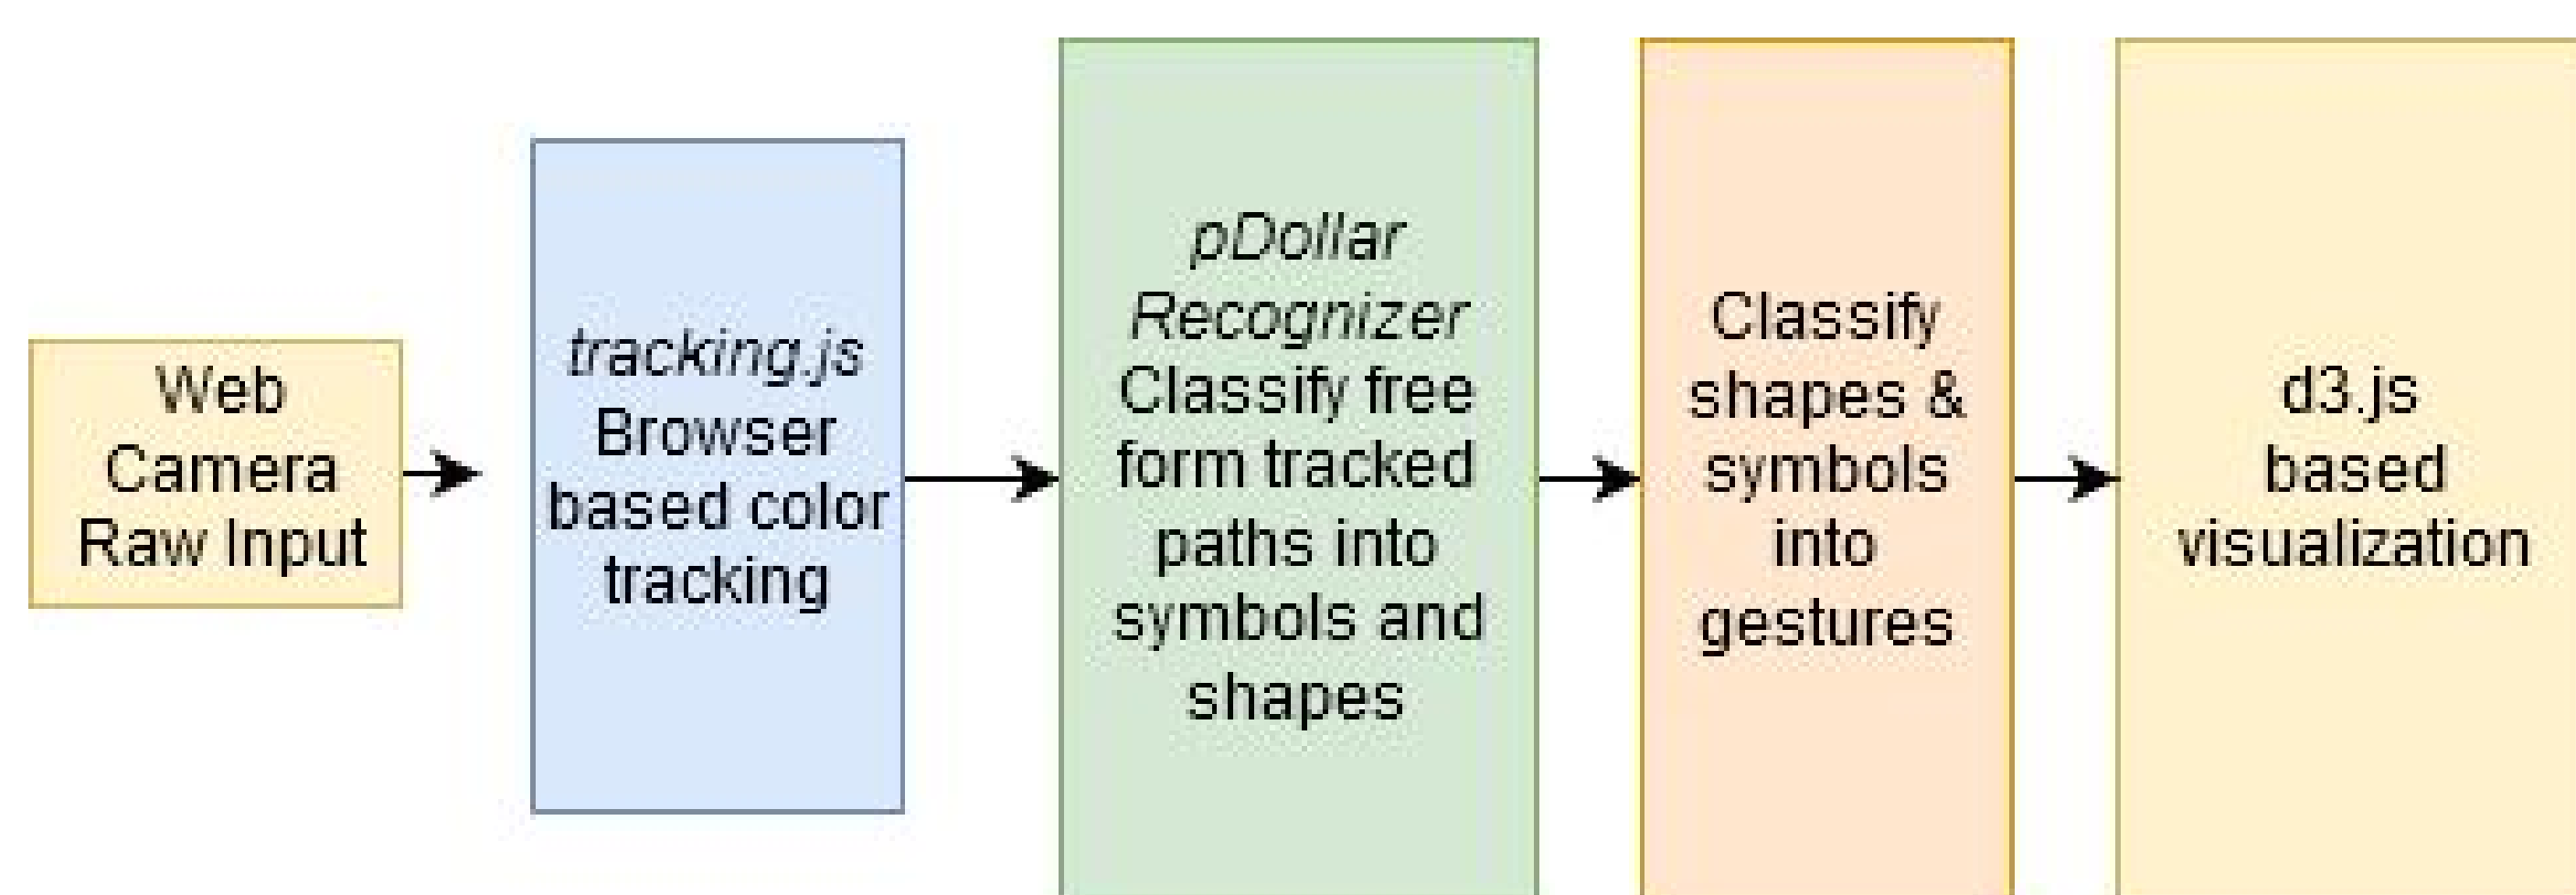 Web
Camera
Raw Input
tracking.js
Browser
based color
tracking
pDollar
Recognizer
Classify free
form tracked
paths into
symbols and
shapes
Classify
shapes &
symbols
into
gestures
d3.js
based
visualization